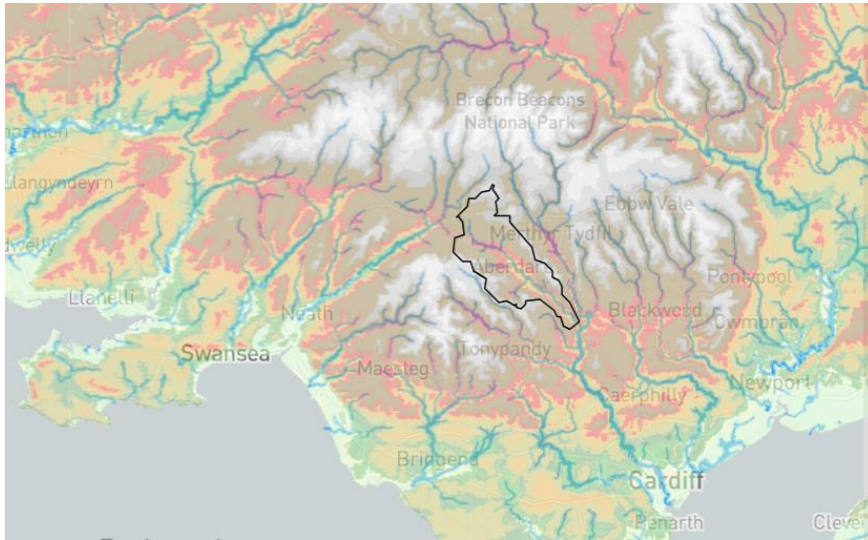 Brecon Beacons
National Park
Llangyndeyrn
Ebbw Vale
Merthyr Tydfil
Pontypool
Llanelli
Neath
Blackwood
Cwmbran
Swansea
Tonypandy
Maesteg
Newport
Caerphilly
Bridgend
Cardiff
Penarth